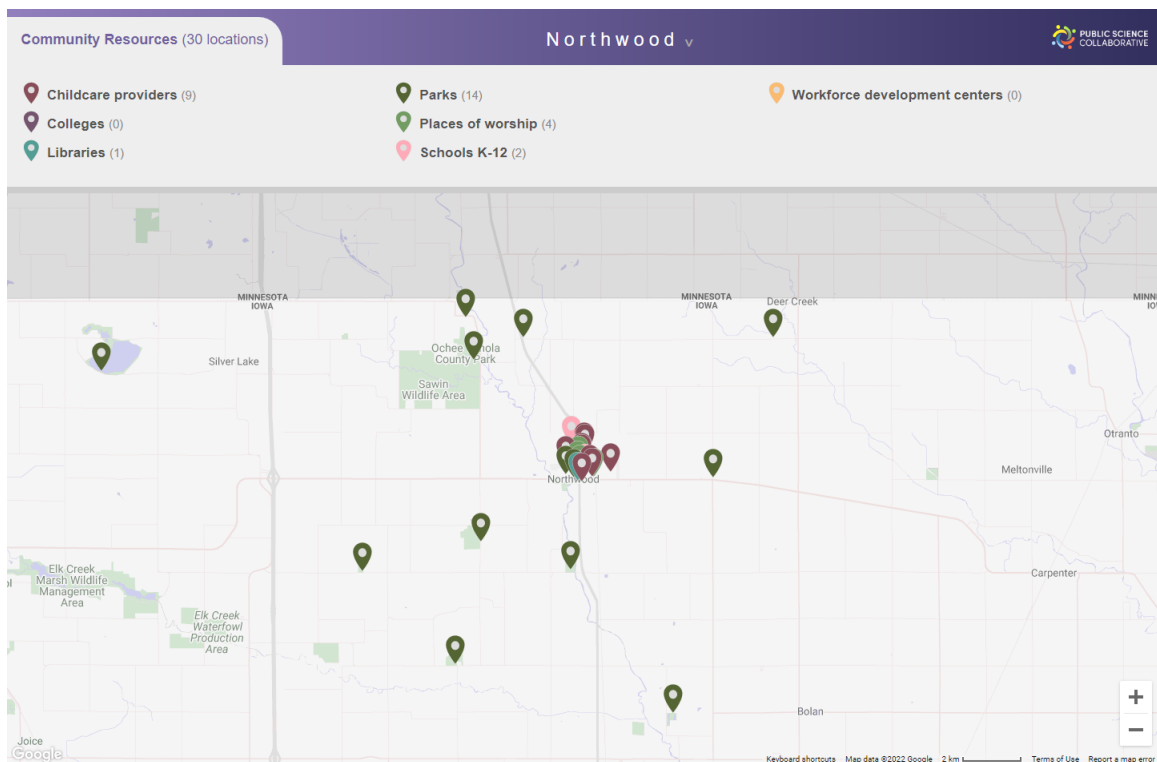 Community Resources (30 locations)
Northwood v
PUBLIC SCIENCE
COLLABORATIVE
Childcare providers (9)
Colleges (0)
Libraries (1)
Parks (14)
Places of worship (4)
Schools K-12 (2)
Workforce development centers (0)
MINNESOTA
IOWA
MINNESOTA
IOWA
Deer Creek
MINN
Silver Lake
County Park
Sawin
Wildlife Area
Otranto
Meltonville
Northwood
Elk Creek
Marsh Wildlife
Management
Area
Carpenter
Elk Creek
Waterfowl
Production
Area
Bolan
Joice
+
−
Google
Keyboard shortcuts Map data ©2022 Google 2 km Terms of Use Report a map error